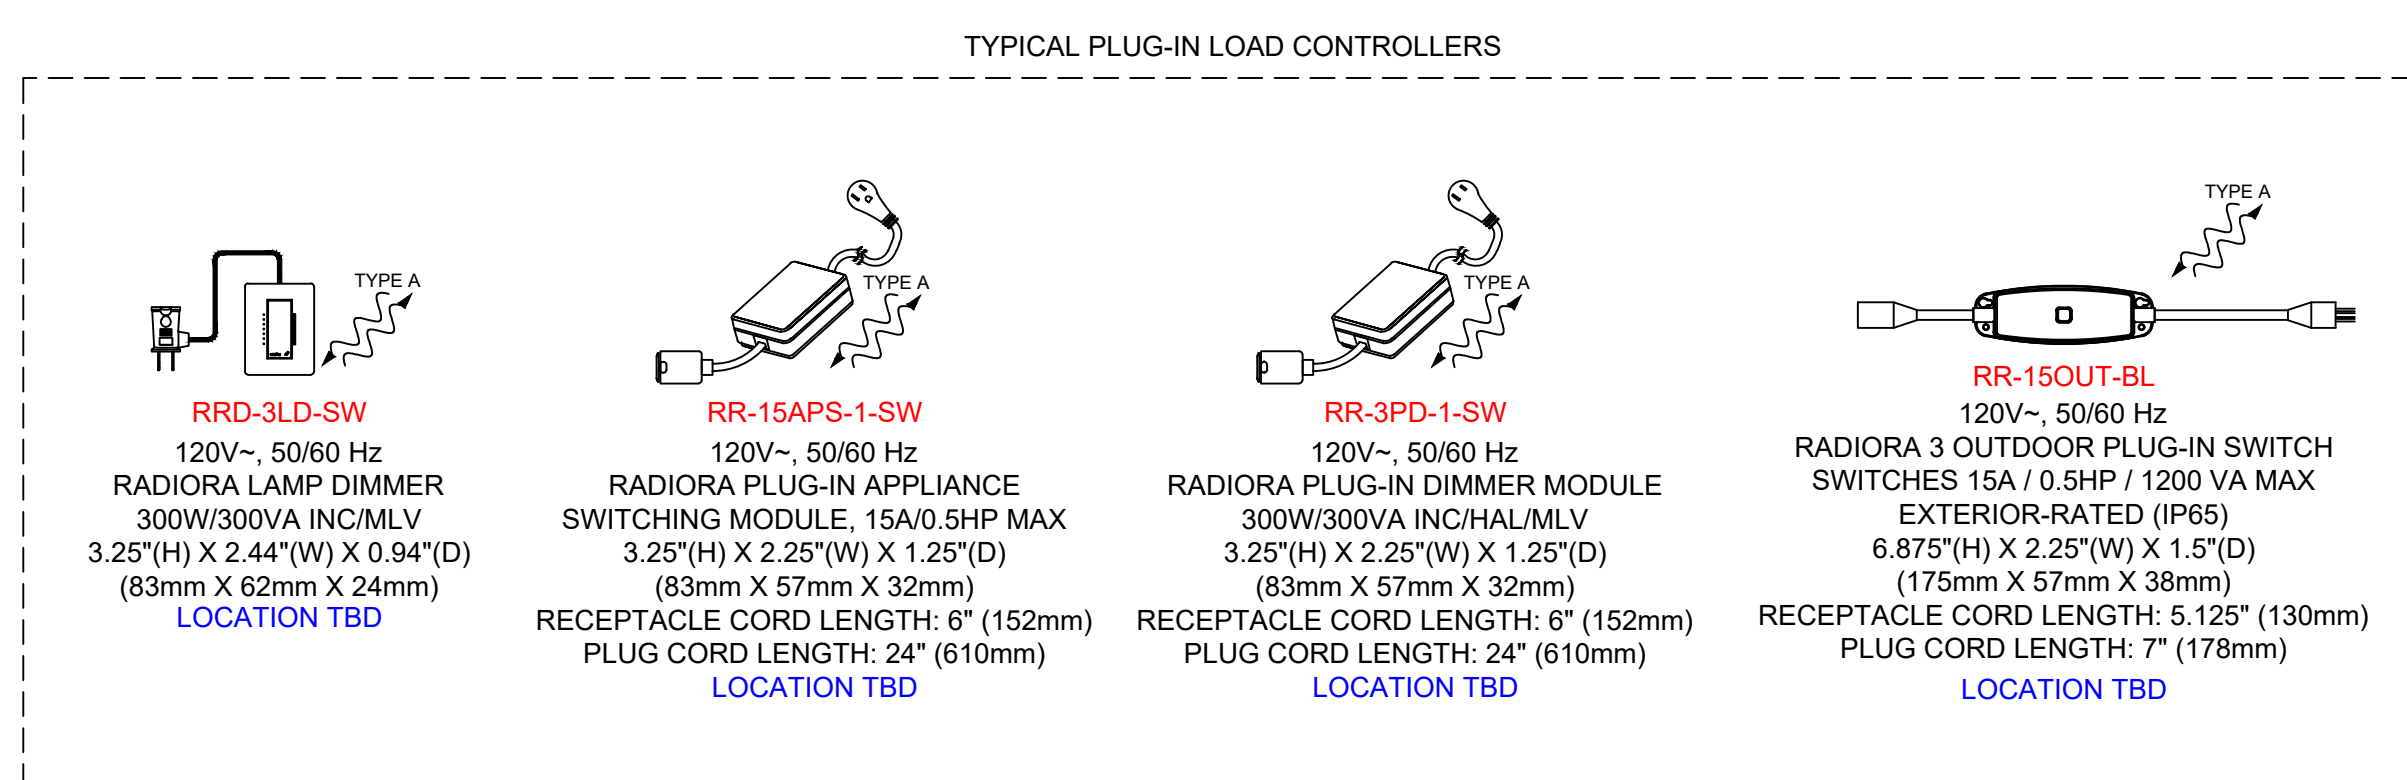 TYPICAL PLUG-IN LOAD CONTROLLERS
TYPE A
RRD-3LD-SW
120V~, 50/60 Hz
RADIORA LAMP DIMMER
300W/300VA INC/MLV
3.25"(H) X 2.44"(W) X 0.94"(D)
(83mm X 62mm X 24mm)
LOCATION TBD
TYPE A
RR-15APS-1-SW
120V~, 50/60 Hz
RADIORA PLUG-IN APPLIANCE
SWITCHING MODULE, 15A/0.5HP MAX
3.25"(H) X 2.25"(W) X 1.25"(D)
(83mm X 57mm X 32mm)
RECEPTACLE CORD LENGTH: 6" (152mm)
PLUG CORD LENGTH: 24" (610mm)
LOCATION TBD
TYPE A
RR-3PD-1-SW
120V~, 50/60 Hz
RADIORA PLUG-IN DIMMER MODULE
300W/300VA INC/HAL/MLV
3.25"(H) X 2.25"(W) X 1.25"(D)
(83mm X 57mm X 32mm)
RECEPTACLE CORD LENGTH: 6" (152mm)
PLUG CORD LENGTH: 24" (610mm)
LOCATION TBD
TYPE A
RR-15OUT-BL
120V~, 50/60 Hz
RADIORA 3 OUTDOOR PLUG-IN SWITCH
SWITCHES 15A / 0.5HP / 1200 VA MAX
EXTERIOR-RATED (IP65)
6.875"(H) X 2.25"(W) X 1.5"(D)
(175mm X 57mm X 38mm)
RECEPTACLE CORD LENGTH: 5.125" (130mm)
PLUG CORD LENGTH: 7" (178mm)
LOCATION TBD